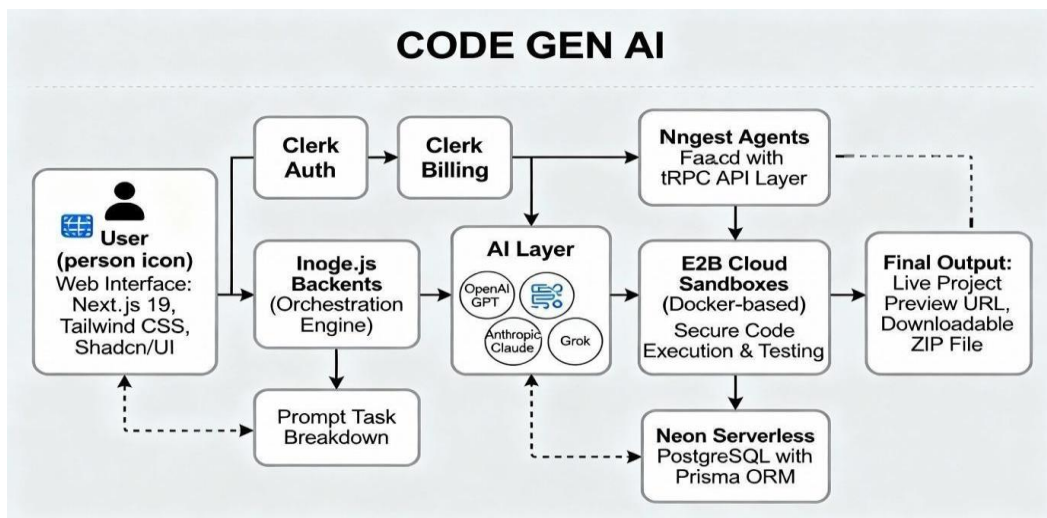 CODE GEN AI
Clerk
Auth
Clerk
Billing
Nngest Agents
Faa.cd with
tRPC API Layer
User
(person icon)
Web Interface:
Next.js 19,
Tailwind CSS,
Shadcn/UI
Inoge.js
Backents
(Orchestration
Engine)
AI Layer
OpenAI
GPT
Anthropic
Claude
Grok
E2B Cloud
Sandboxes
(Docker-based)
Secure Code
Execution & Testing
Final Output:
Live Project
Preview URL,
Downloadable
ZIP File
Prompt Task
Breakdown
Neon Serverless
PostgreSQL with
Prisma ORM